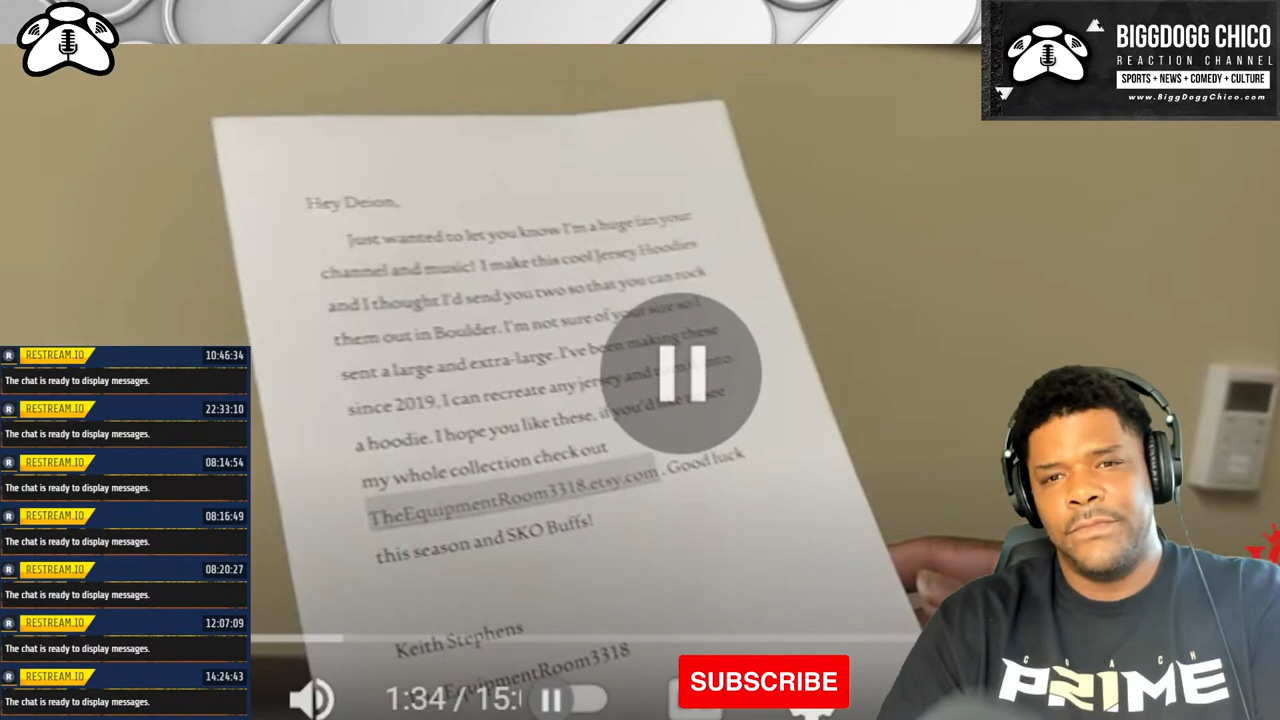 BIGGDOGG CHICO
REACTION CHANNEL
SPORTS + NEWS + COMEDY + CULTURE
www.BiggDoggChico.com
Hey Deion,
Just wanted to let you know I'm a huge fan your
channel and music! I make this cool Jersey Hoodies
and I thought I'd send you two so that you can rock
them out in Boulder. I'm not sure of your size so I
sent a large and extra-large. I've been making these
since 2019. I can recreate any jersey and into
a hoodie. I hope you like these, if you'd like to see
my whole collection check out
TheEquipmentRoom3318.etsy.com . Good luck
this season and SKO Buffs!
Keith Stephens
EquipmentRoom3318
R RESTREAM.IO 10:46:34
The chat is ready to display messages.
R RESTREAM.IO 22:33:10
The chat is ready to display messages.
R RESTREAM.IO 08:14:54
The chat is ready to display messages.
R RESTREAM.IO 08:16:49
The chat is ready to display messages.
R RESTREAM.IO 08:20:27
The chat is ready to display messages.
R RESTREAM.IO 12:07:09
The chat is ready to display messages.
R RESTREAM.IO 14:24:43
The chat is ready to display messages.
1:34 / 15:
SUBSCRIBE
COACH
PR1ME